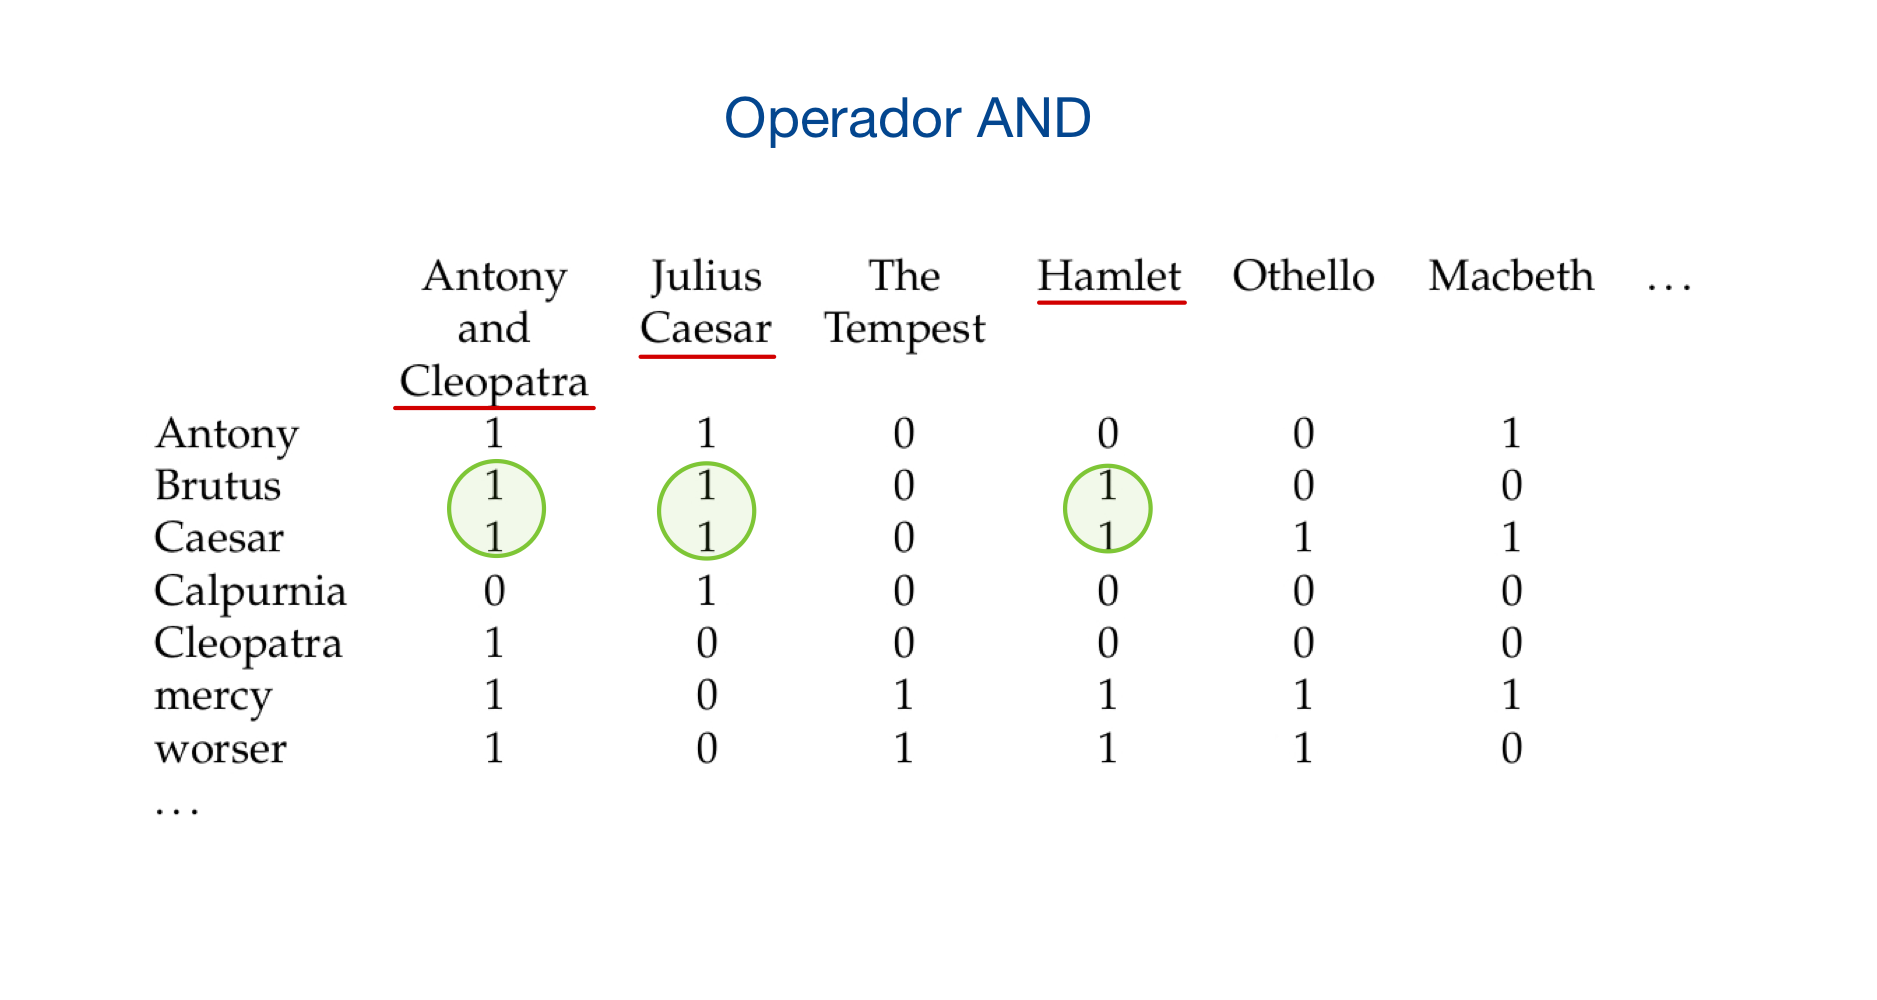 Operador AND
Antony Julius The Hamlet Othello Macbeth ...
and Caesar Tempest
Cleopatra
Antony 1 1 0 0 0 1
Brutus 1 1 0 1 0 0
Caesar 1 1 0 1 1 1
Calpurnia 0 1 0 0 0 0
Cleopatra 1 0 0 0 0 0
mercy 1 0 1 1 1 1
worser 1 0 1 1 1 0
...